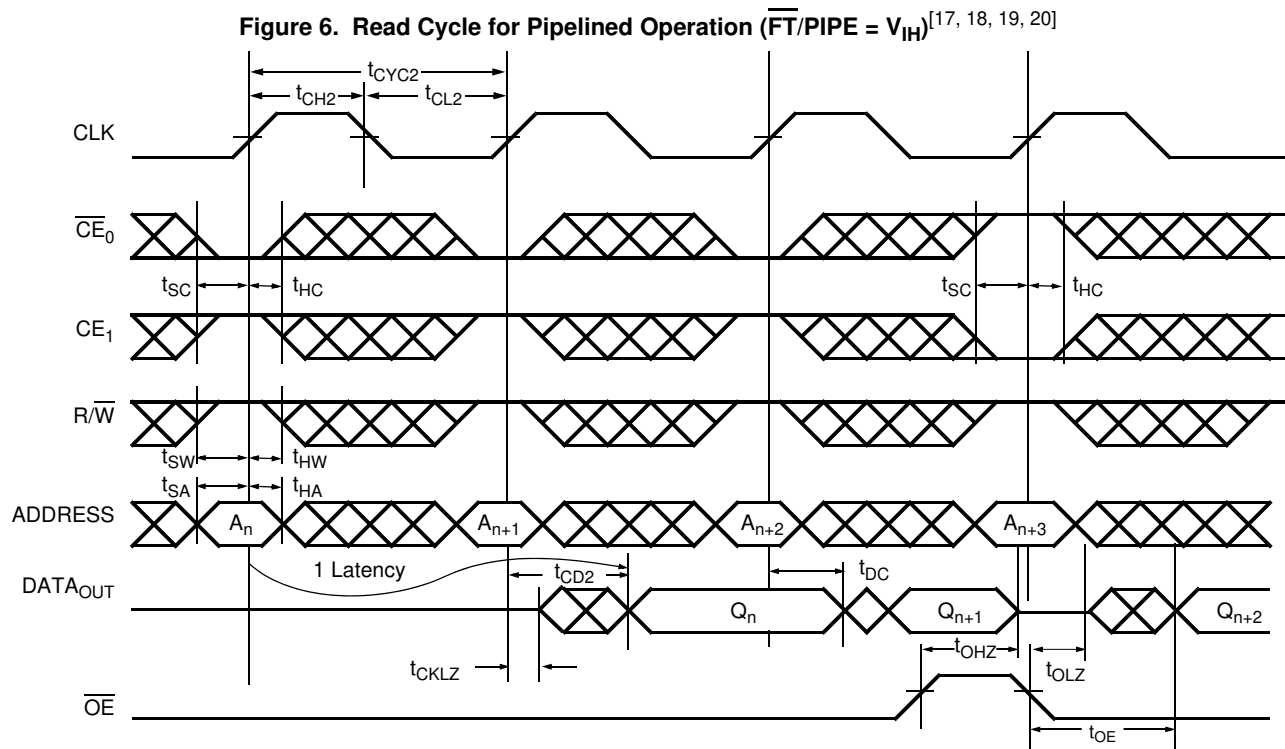 Figure 6. Read Cycle for Pipelined Operation (FT/PIPE = VIH)[17, 18, 19, 20]
tCYC2
tCH2 tCL2
CLK
CE0
tSC tHC tSC tHC
CE1
R/W
tSW tHW
tSA tHA
ADDRESS An An+1 An+2 An+3
1 Latency tCD2 tDC
DATAOUT Qn Qn+1 Qn+2
tOHZ
tCKLZ tOLZ
OE
tOE